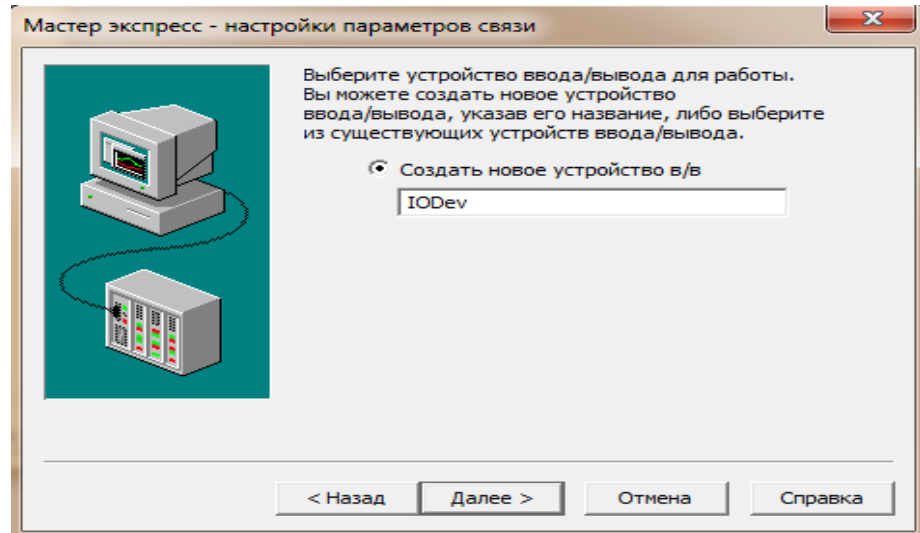 Мастер экспресс - настройки параметров связи
Выберите устройство ввода/вывода для работы.
Вы можете создать новое устройство
ввода/вывода, указав его название, либо выберите
из существующих устройств ввода/вывода.
Создать новое устройство в/в
IODev
< Назад
Далее >
Отмена
Справка